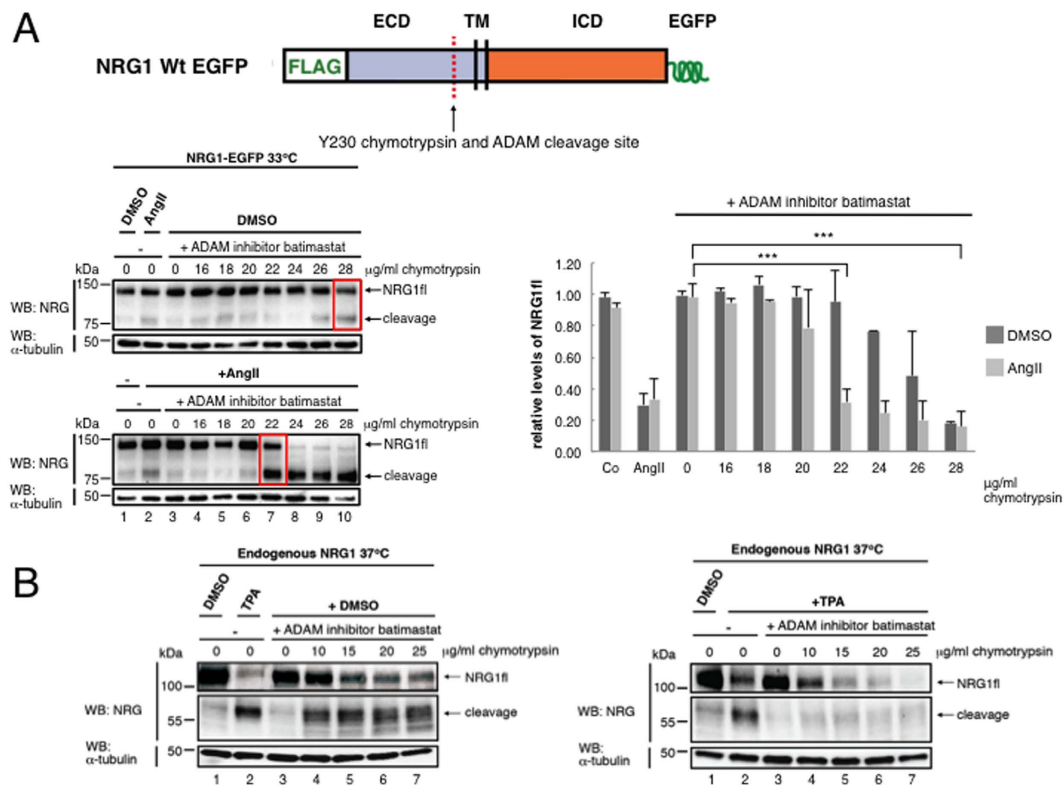 A
ECD TM ICD EGFP
NRG1 Wt EGFP
FLAG
Y230 chymotrypsin and ADAM cleavage site
NRG1-EGFP 33°C
DMSO AngII DMSO
- + ADAM inhibitor batimastat
kDa 0 0 0 16 18 20 22 24 26 28 µg/ml chymotrypsin
150 NRG1fl
WB: NRG
75 cleavage
WB: α-tubulin 50
- +AngII
- + ADAM inhibitor batimastat
kDa 0 0 0 16 18 20 22 24 26 28 µg/ml chymotrypsin
150 NRG1fl
WB: NRG
75 cleavage
WB: α-tubulin 50
1 2 3 4 5 6 7 8 9 10
+ ADAM inhibitor batimastat
***
***
relative levels of NRG1fl
1.20
1.00
0.80
0.60
0.40
0.20
0.00
DMSO
AngII
Co AngII 0 16 18 20 22 24 26 28
µg/ml
chymotrypsin
B
Endogenous NRG1 37°C
DMSO TPA + DMSO
- + ADAM inhibitor batimastat
kDa 0 0 0 10 15 20 25 µg/ml chymotrypsin
100 NRG1fl
WB: NRG 55 cleavage
WB: α-tubulin 50
1 2 3 4 5 6 7
Endogenous NRG1 37°C
DMSO +TPA
- + ADAM inhibitor batimastat
kDa 0 0 0 10 15 20 25 µg/ml chymotrypsin
100 NRG1fl
WB: NRG 55 cleavage
WB: α-tubulin 50
1 2 3 4 5 6 7